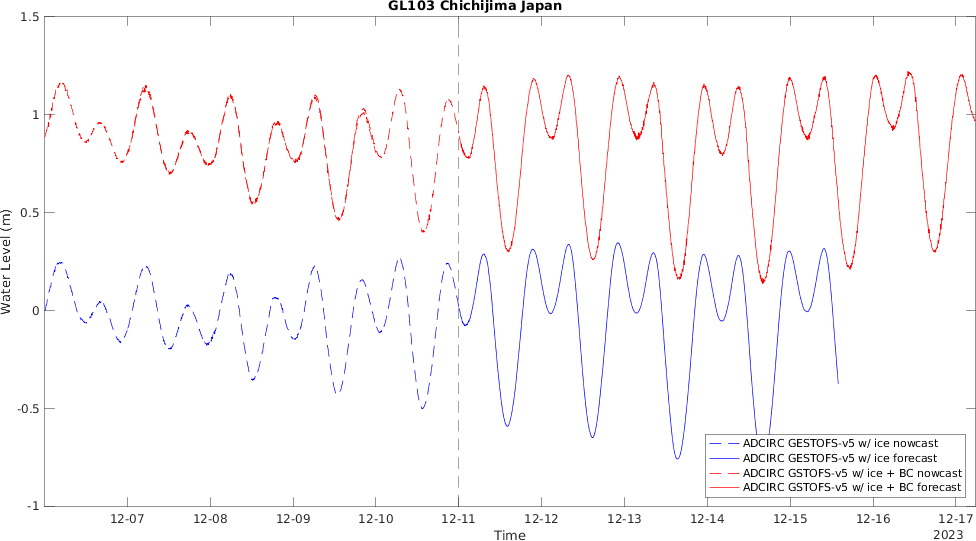 GL103 Chichijima Japan
1.5
1
0.5
0
-0.5
-1
Water Level (m)
ADCIRC GESTOFS-v5 w/ ice nowcast
ADCIRC GESTOFS-v5 w/ ice forecast
ADCIRC GSTOFS-v5 w/ ice + BC nowcast
ADCIRC GSTOFS-v5 w/ ice + BC forecast
12-07 12-08 12-09 12-10 12-11 12-12 12-13 12-14 12-15 12-16 12-17
Time
2023